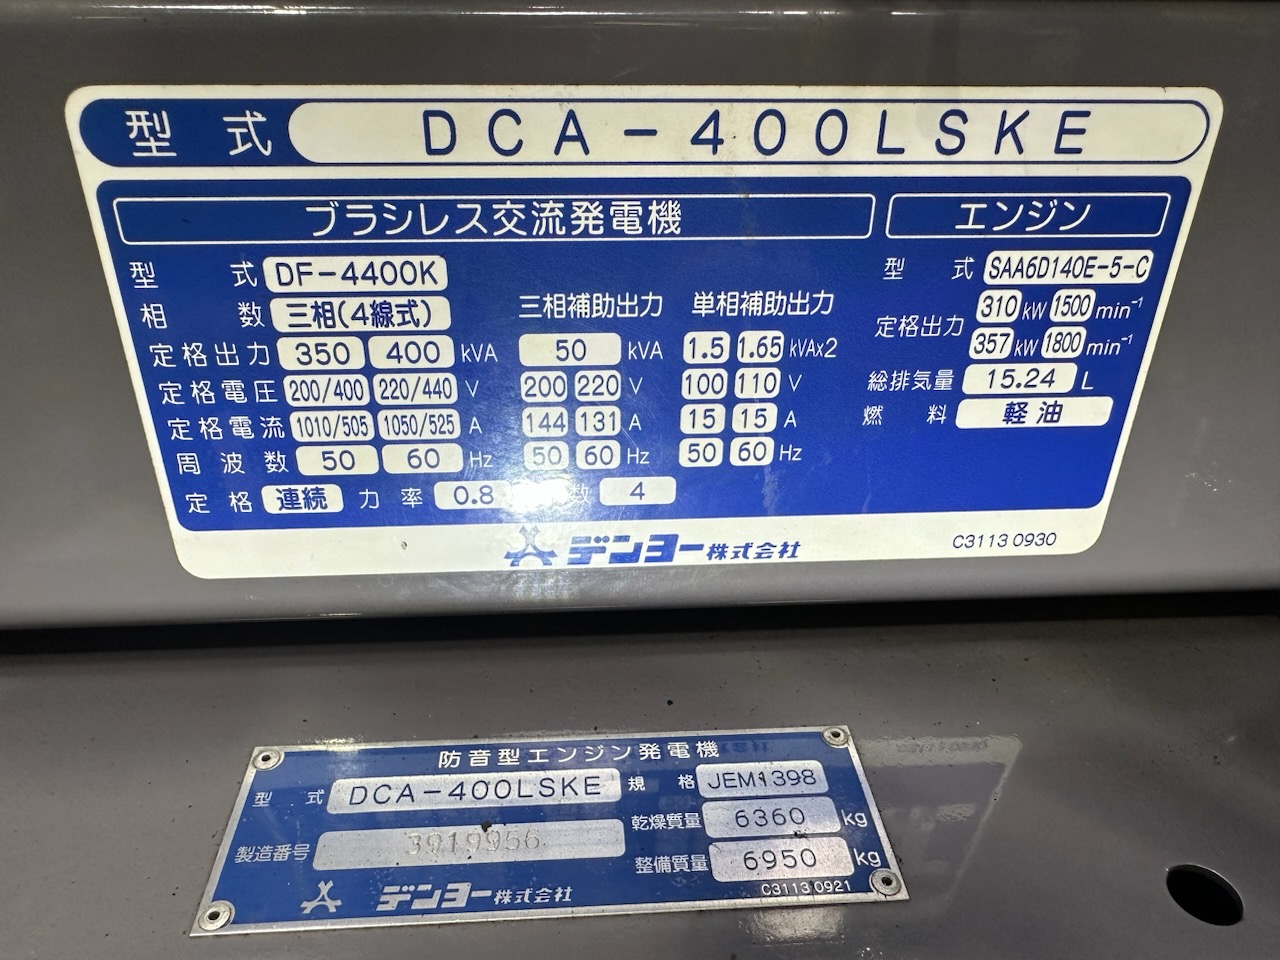 型式 DCA-400LSKE
ブラシレス交流発電機
型式 DF-4400K
相数 三相(4線式)
定格出力 350 400 kVA
定格電圧 200/400 220/440 V
定格電流 1010/505 1050/525 A
周波数 50 60 Hz
定格 連続 力率 0.8 数 4
三相補助出力
50 kVA
200 220 V
144 131 A
50 60 Hz
単相補助出力
1.5 1.65 kVAx2
100 110 V
15 15 A
50 60 Hz
エンジン
型式 SAA6D140E-5-C
定格出力 310 kW 1500 min⁻¹
357 kW 1800 min⁻¹
総排気量 15.24 L
燃料 軽油
デンヨー株式会社
C3113 0930
防音型エンジン発電機
型式 DCA-400LSKE 規格 JEM1398
製造番号 3919956
乾燥質量 6360 kg
整備質量 6950 kg
デンヨー株式会社
C3113 0921